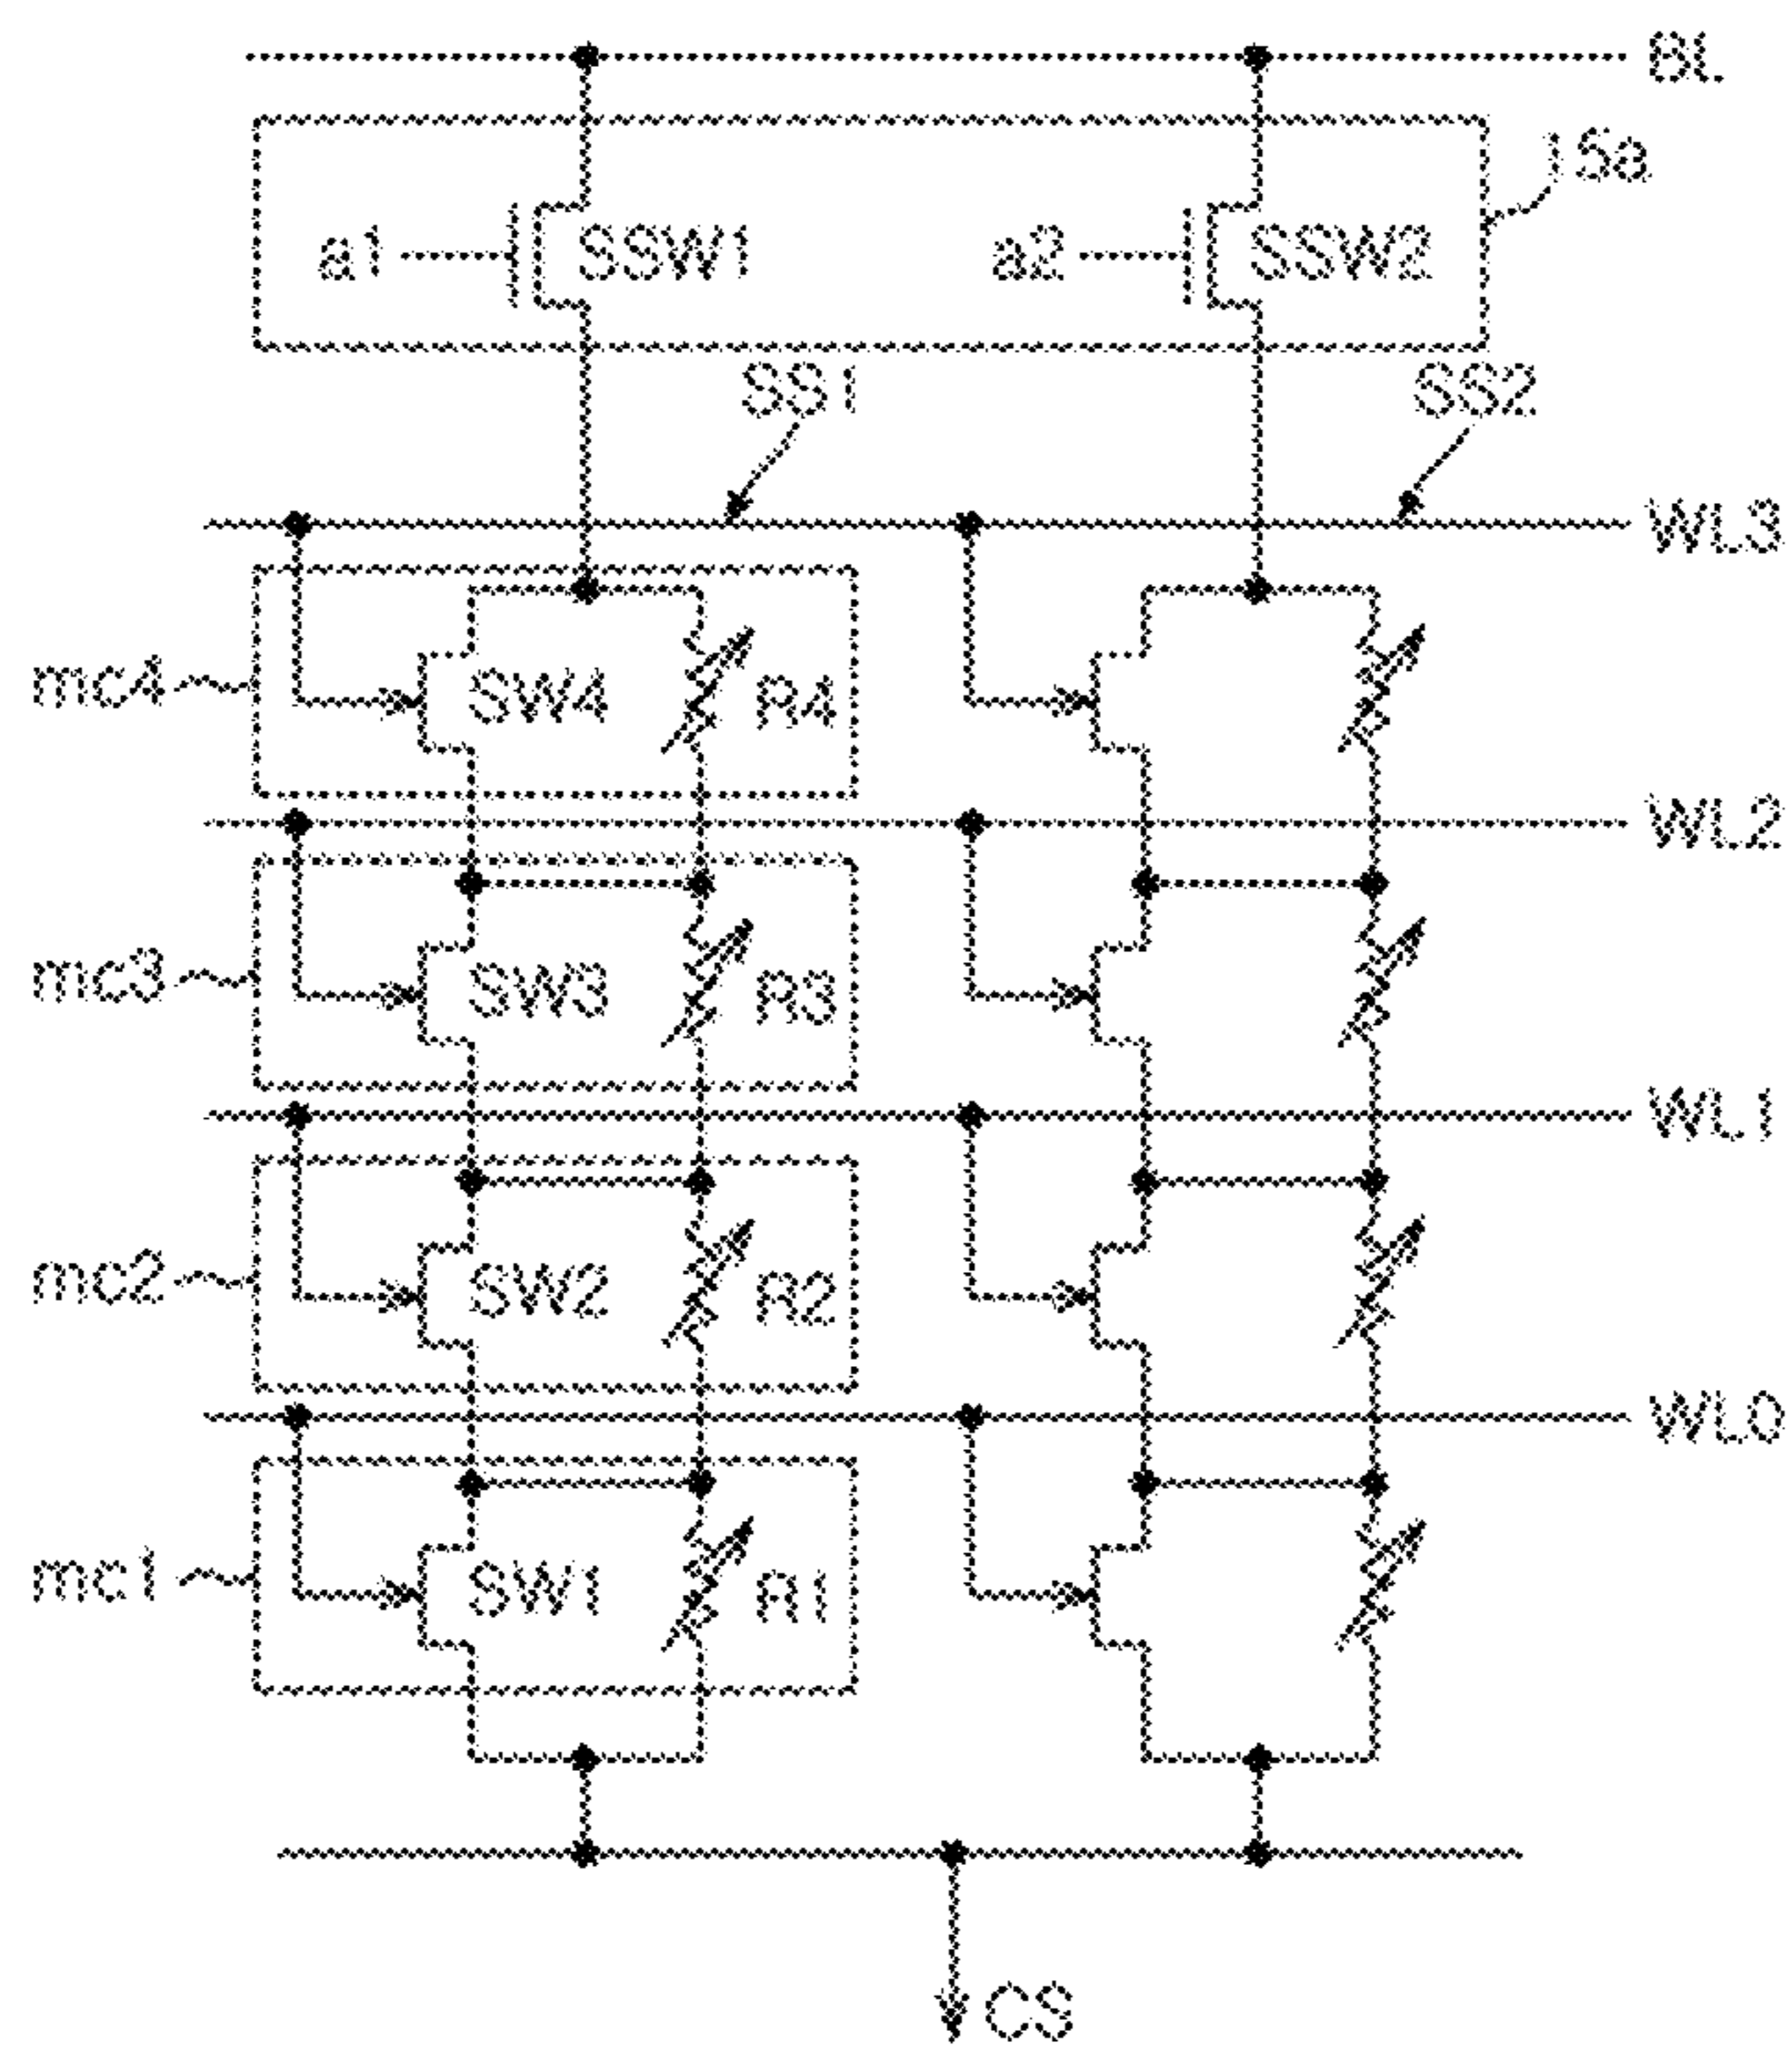 BL
15a
a1 SSW1 a2 SSW2
SS1 SS2
WL3
mc4 SW4 R4
WL2
mc3 SW3 R3
WL1
mc2 SW2 R2
WL0
mc1 SW1 R1
CS